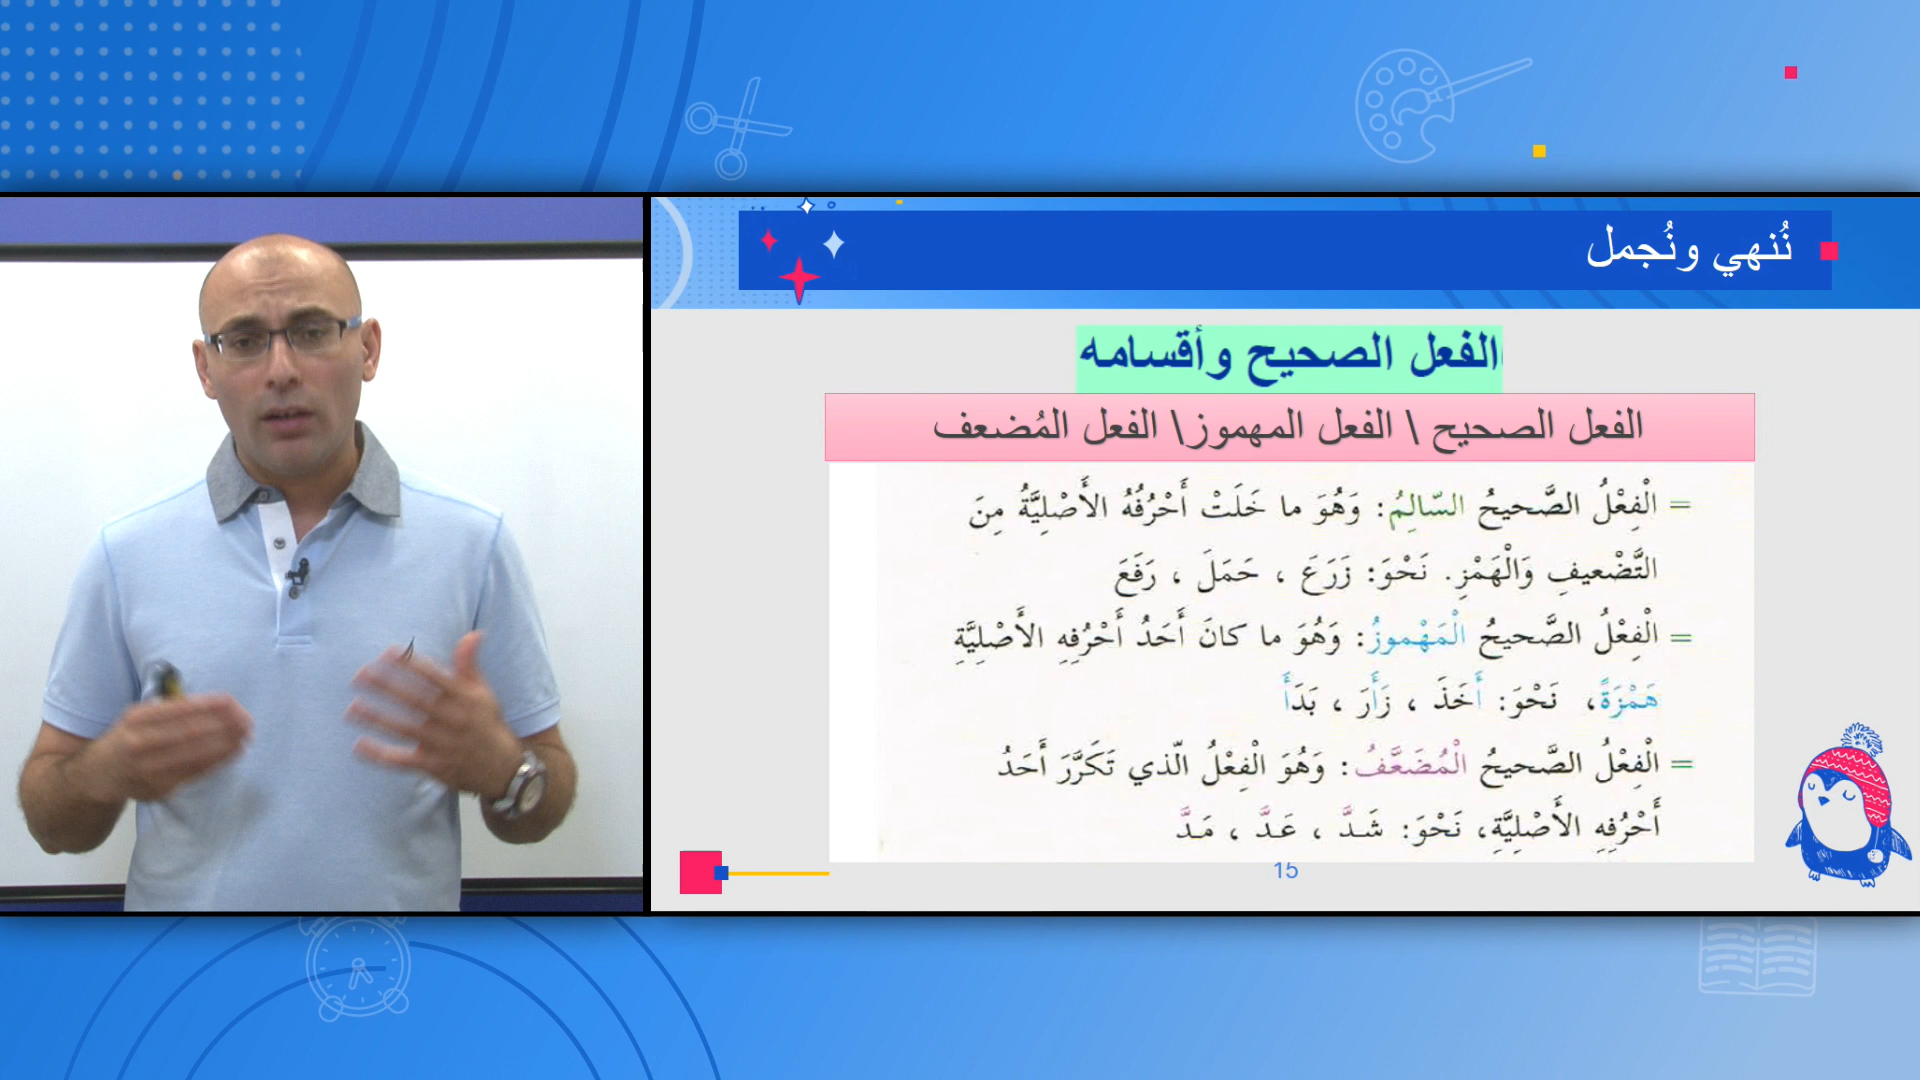 نُنهي ونُجمل
الفعل الصحيح وأقسامه
الفعل الصحيح \ الفعل المهموز\ الفعل المُضعف
= الْفِعْلُ الصَّحيحُ السّالِمُ: وَهُوَ ما خَلَتْ أَحْرُفُهُ الأَصْلِيَّةُ مِنَ
التَّضْعيفِ وَالْهَمْزِ. نَحْوَ: زَرَعَ ، حَمَلَ ، رَفَعَ
= الْفِعْلُ الصَّحيحُ الْمَهْموزُ: وَهُوَ ما كانَ أَحَدُ أَحْرُفِهِ الأَصْلِيَّةِ
هَمْزَةً، نَحْوَ: أَخَذَ ، زَأَرَ ، بَدَأَ
= الْفِعْلُ الصَّحيحُ الْمُضَعَّفُ: وَهُوَ الْفِعْلُ الّذي تَكَرَّرَ أَحَدُ
أَحْرُفِهِ الأَصْلِيَّةِ، نَحْوَ: شَدَّ ، عَدَّ ، مَدَّ
15